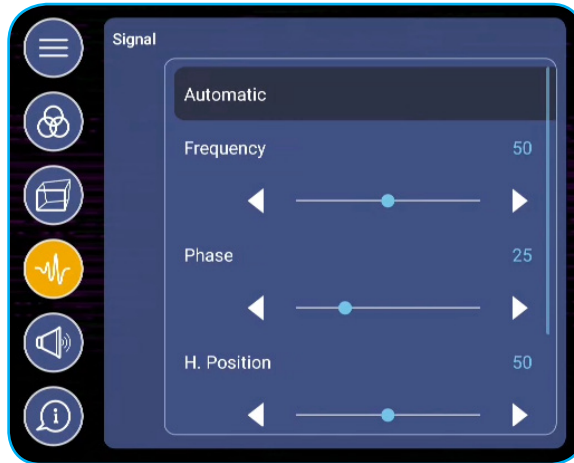 Signal
Automatic
Frequency 50
Phase 25
H. Position 50
i